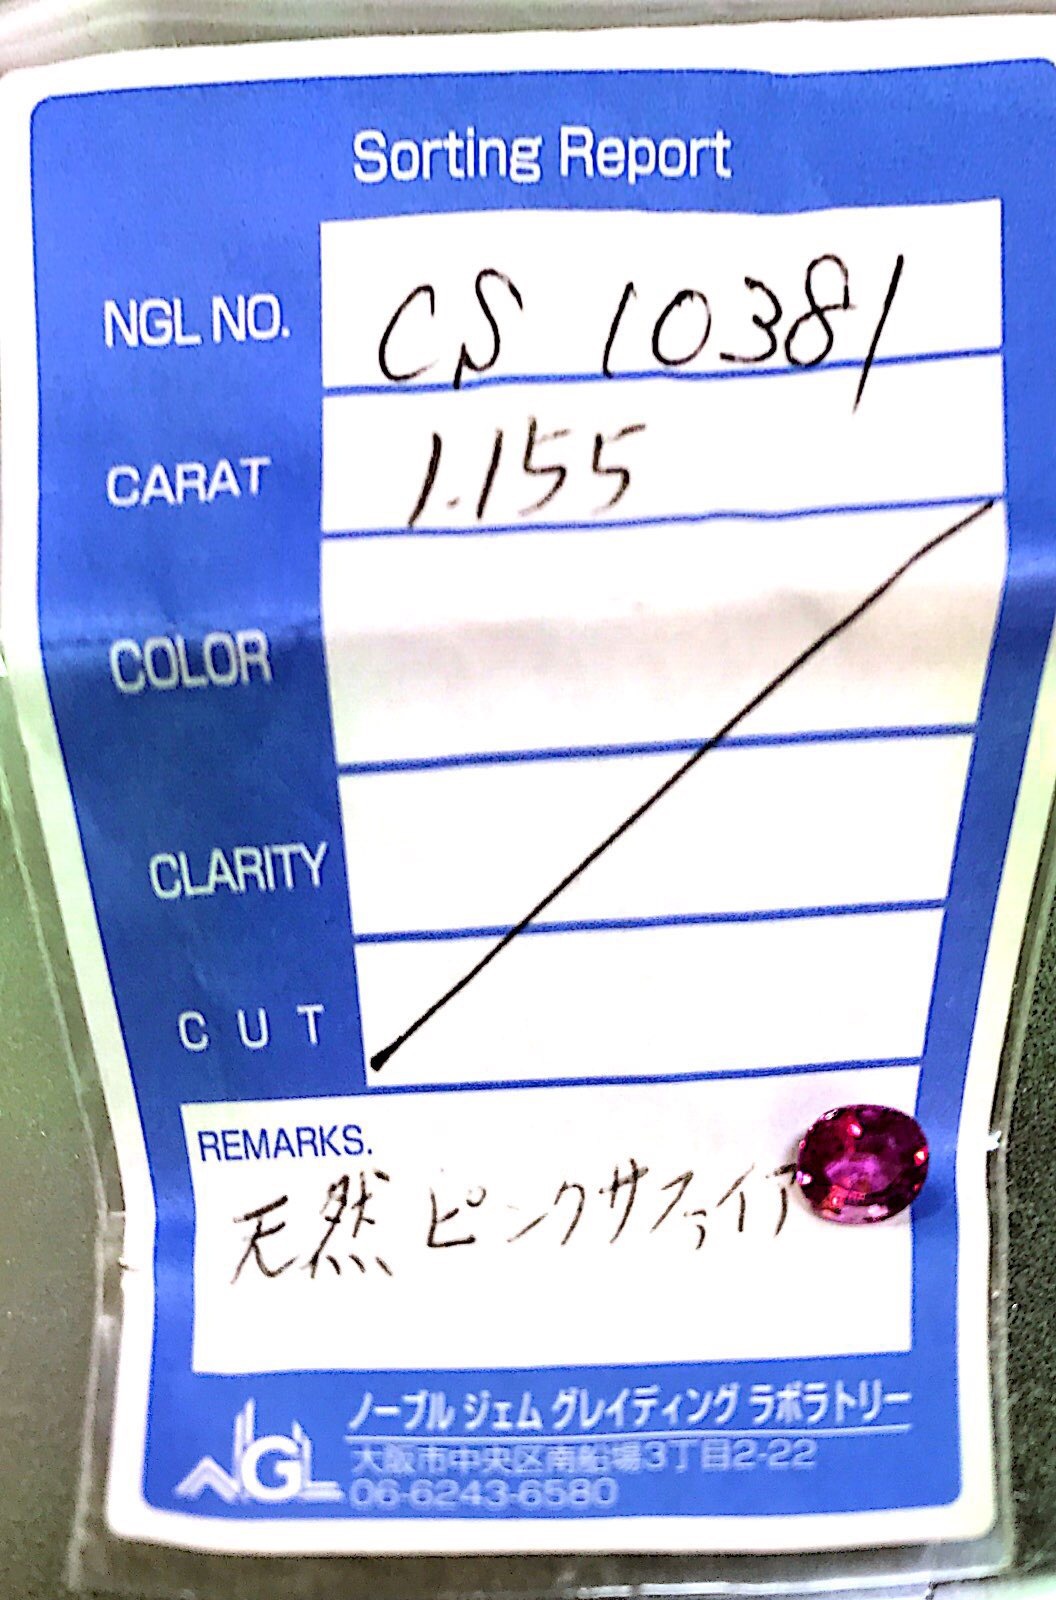 Sorting Report
NGL NO. CS 10381
CARAT 1.155
COLOR
CLARITY
CUT
REMARKS.
天然 ピンクサファイア
NGL
ノーブル ジェム グレイディング ラボラトリー
大阪市中央区南船場3丁目2-22
06-6243-6580